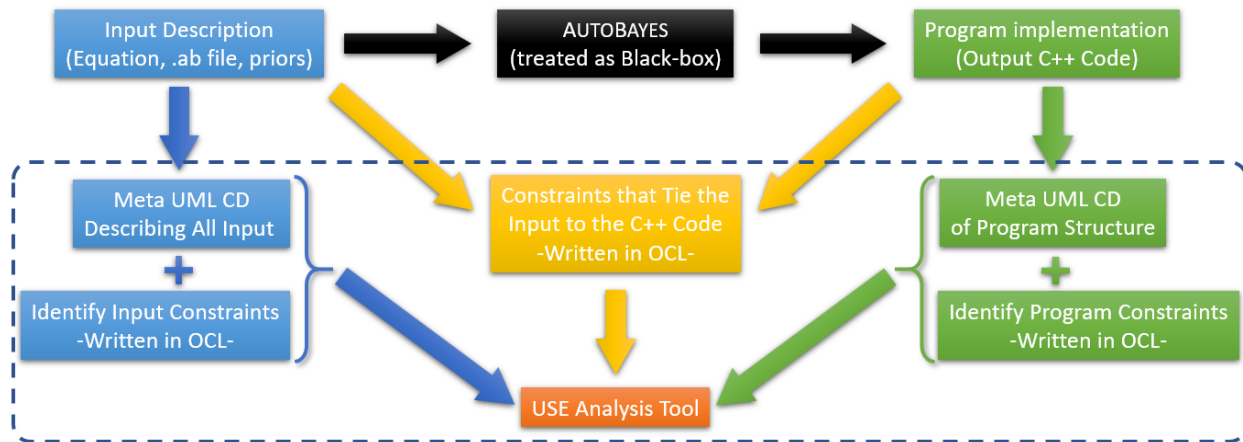 Input Description
(Equation, .ab file, priors)
AUTOBAYES
(treated as Black-box)
Program implementation
(Output C++ Code)
Meta UML CD
Describing All Input
+
Identify Input Constraints
-Written in OCL-
Constraints that Tie the
Input to the C++ Code
-Written in OCL-
Meta UML CD
of Program Structure
+
Identify Program Constraints
-Written in OCL-
USE Analysis Tool